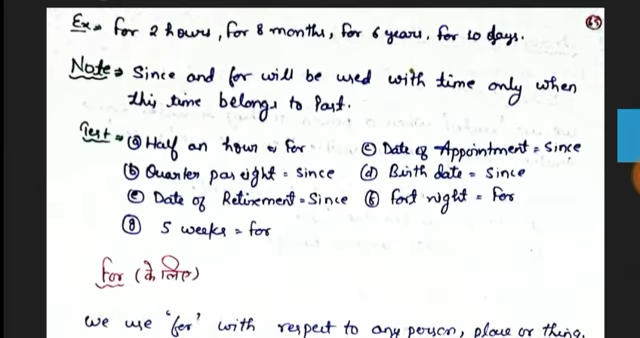 63
Ex⇒ for 2 hours, for 8 months, for 6 years, for 10 days.
Note⇒ Since and for will be used with time only when
this time belongs to Past.
Test⇒ (a) Half an hour = For (c) Date of Appointment = Since
(b) Quarter pas eight = since (d) Birth date = since
(e) Date of Retirement = Since (f) Fort night = For
(g) 5 weeks = for
for (के लिए)
we use 'for' with respect to any person, place or thing.